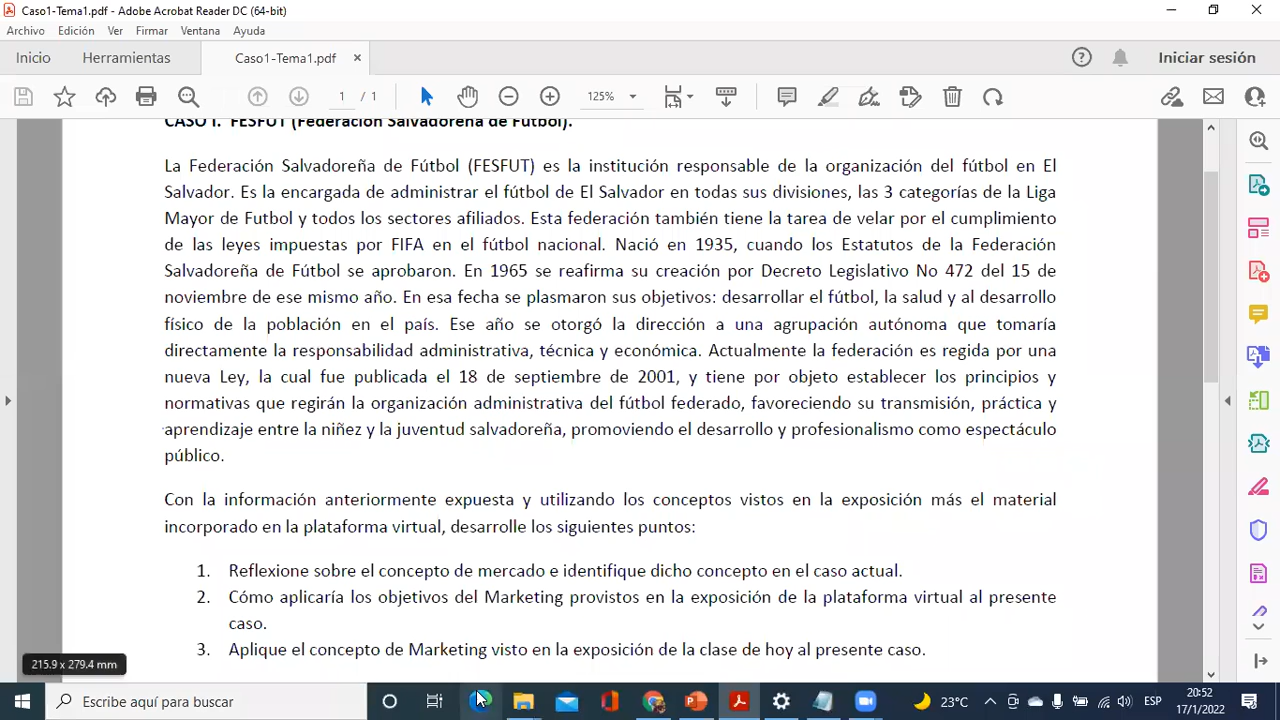 Caso1-Tema1.pdf - Adobe Acrobat Reader DC (64-bit)
Archivo Edición Ver Firmar Ventana Ayuda
Inicio Herramientas Caso1-Tema1.pdf × Iniciar sesión
1 / 1 125%
CASO I. FESFUT (Federación Salvadoreña de Futbol).
La Federación Salvadoreña de Fútbol (FESFUT) es la institución responsable de la organización del fútbol en El
Salvador. Es la encargada de administrar el fútbol de El Salvador en todas sus divisiones, las 3 categorías de la Liga
Mayor de Futbol y todos los sectores afiliados. Esta federación también tiene la tarea de velar por el cumplimiento
de las leyes impuestas por FIFA en el fútbol nacional. Nació en 1935, cuando los Estatutos de la Federación
Salvadoreña de Fútbol se aprobaron. En 1965 se reafirma su creación por Decreto Legislativo No 472 del 15 de
noviembre de ese mismo año. En esa fecha se plasmaron sus objetivos: desarrollar el fútbol, la salud y al desarrollo
físico de la población en el país. Ese año se otorgó la dirección a una agrupación autónoma que tomaría
directamente la responsabilidad administrativa, técnica y económica. Actualmente la federación es regida por una
nueva Ley, la cual fue publicada el 18 de septiembre de 2001, y tiene por objeto establecer los principios y
normativas que regirán la organización administrativa del fútbol federado, favoreciendo su transmisión, práctica y
aprendizaje entre la niñez y la juventud salvadoreña, promoviendo el desarrollo y profesionalismo como espectáculo
público.
Con la información anteriormente expuesta y utilizando los conceptos vistos en la exposición más el material
incorporado en la plataforma virtual, desarrolle los siguientes puntos:
1. Reflexione sobre el concepto de mercado e identifique dicho concepto en el caso actual.
2. Cómo aplicaría los objetivos del Marketing provistos en la exposición de la plataforma virtual al presente
caso.
3. Aplique el concepto de Marketing visto en la exposición de la clase de hoy al presente caso.
215.9 x 279.4 mm
Escribe aquí para buscar 23°C ESP 20:52
17/1/2022